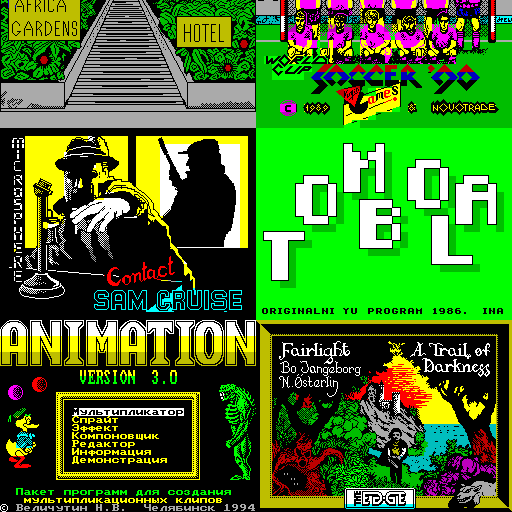 AFRICA
GARDENS
HOTEL
WORLD
CUP
SOCCER '90
Games
© 1989 & NOVOTRADE
MICROSPHERE
Contact
SAM CRUISE
TOMBOLA
ORIGINALNI YU PROGRAM 1986. INA
ANIMATION
VERSION 3.0
Мультипликатор
Спрайт
Эффект
Компоновщик
Редактор
Информация
Демонстрация
Пакет программ для создания
мультипликационных клипов
© Величутин Н.В. Челябинск 1994
Fairlight
Bo Jangeborg
N.Österlin
A Trail of
Darkness
THE EDGE